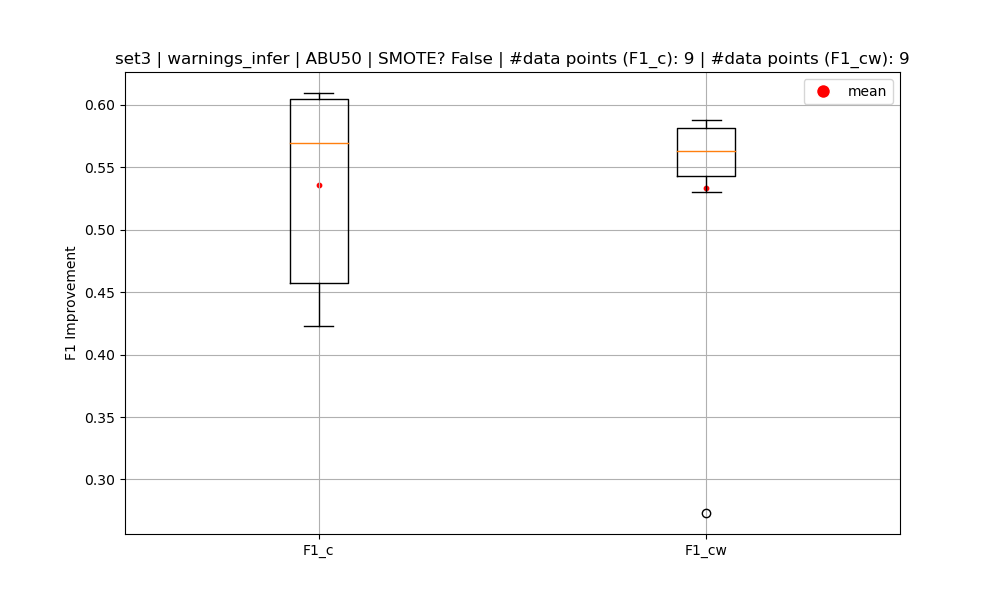 set3 | warnings_infer | ABU50 | SMOTE? False | #data points (F1_c): 9 | #data points (F1_cw): 9
mean
0.60
0.55
0.50
0.45
0.40
0.35
0.30
F1 Improvement
F1_c
F1_cw